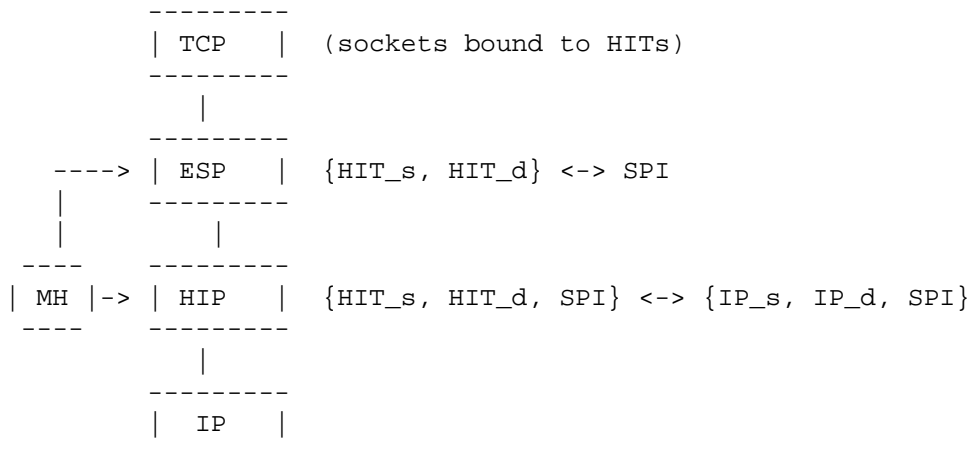 TCP (sockets bound to HITs)
ESP {HIT_s, HIT_d} <-> SPI
MH HIP {HIT_s, HIT_d, SPI} <-> {IP_s, IP_d, SPI}
IP